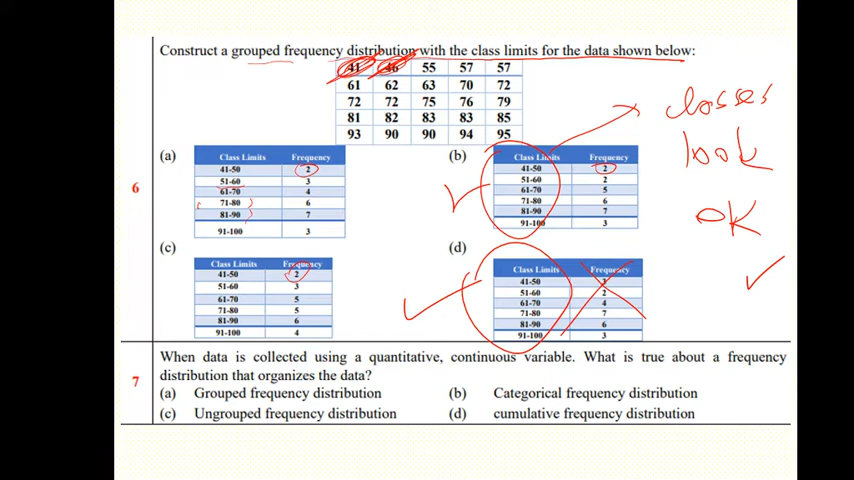 Construct a grouped frequency distribution with the class limits for the data shown below:
41 46 55 57 57
61 62 63 70 72
72 72 75 76 79
81 82 83 83 85
93 90 90 94 95
classes
look
OK
6
(a)
Class Limits Frequency
41-50 2
51-60 3
61-70 4
71-80 6
81-90 7
91-100 3
(b)
Class Limits Frequency
41-50 2
51-60 2
61-70 5
71-80 6
81-90 7
91-100 3
(c)
Class Limits Frequency
41-50 2
51-60 3
61-70 5
71-80 5
81-90 6
91-100 4
(d)
Class Limits Frequency
41-50 3
51-60 2
61-70 4
71-80 7
81-90 6
91-100 3
7
When data is collected using a quantitative, continuous variable. What is true about a frequency
distribution that organizes the data?
(a) Grouped frequency distribution (b) Categorical frequency distribution
(c) Ungrouped frequency distribution (d) cumulative frequency distribution